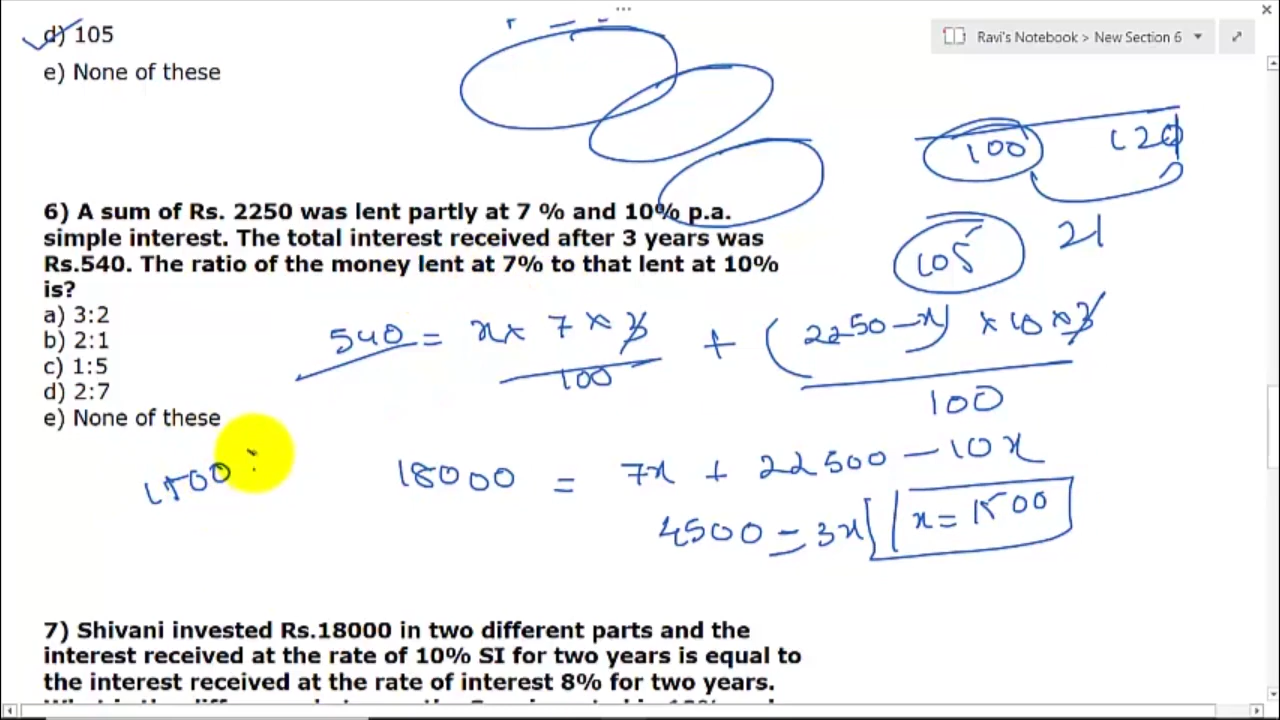 d) 105
Ravi's Notebook > New Section 6
e) None of these
100 120
105 21
6) A sum of Rs. 2250 was lent partly at 7 % and 10% p.a.
simple interest. The total interest received after 3 years was
Rs.540. The ratio of the money lent at 7% to that lent at 10%
is?
a) 3:2
b) 2:1
c) 1:5
d) 2:7
e) None of these
540 = x × 7 × 3 / 100 + (2250 - x) × 10 × 3 / 100
1500 :
18000 = 7x + 22500 - 10x
4500 = 3x x = 1500
7) Shivani invested Rs.18000 in two different parts and the
interest received at the rate of 10% SI for two years is equal to
the interest received at the rate of interest 8% for two years.